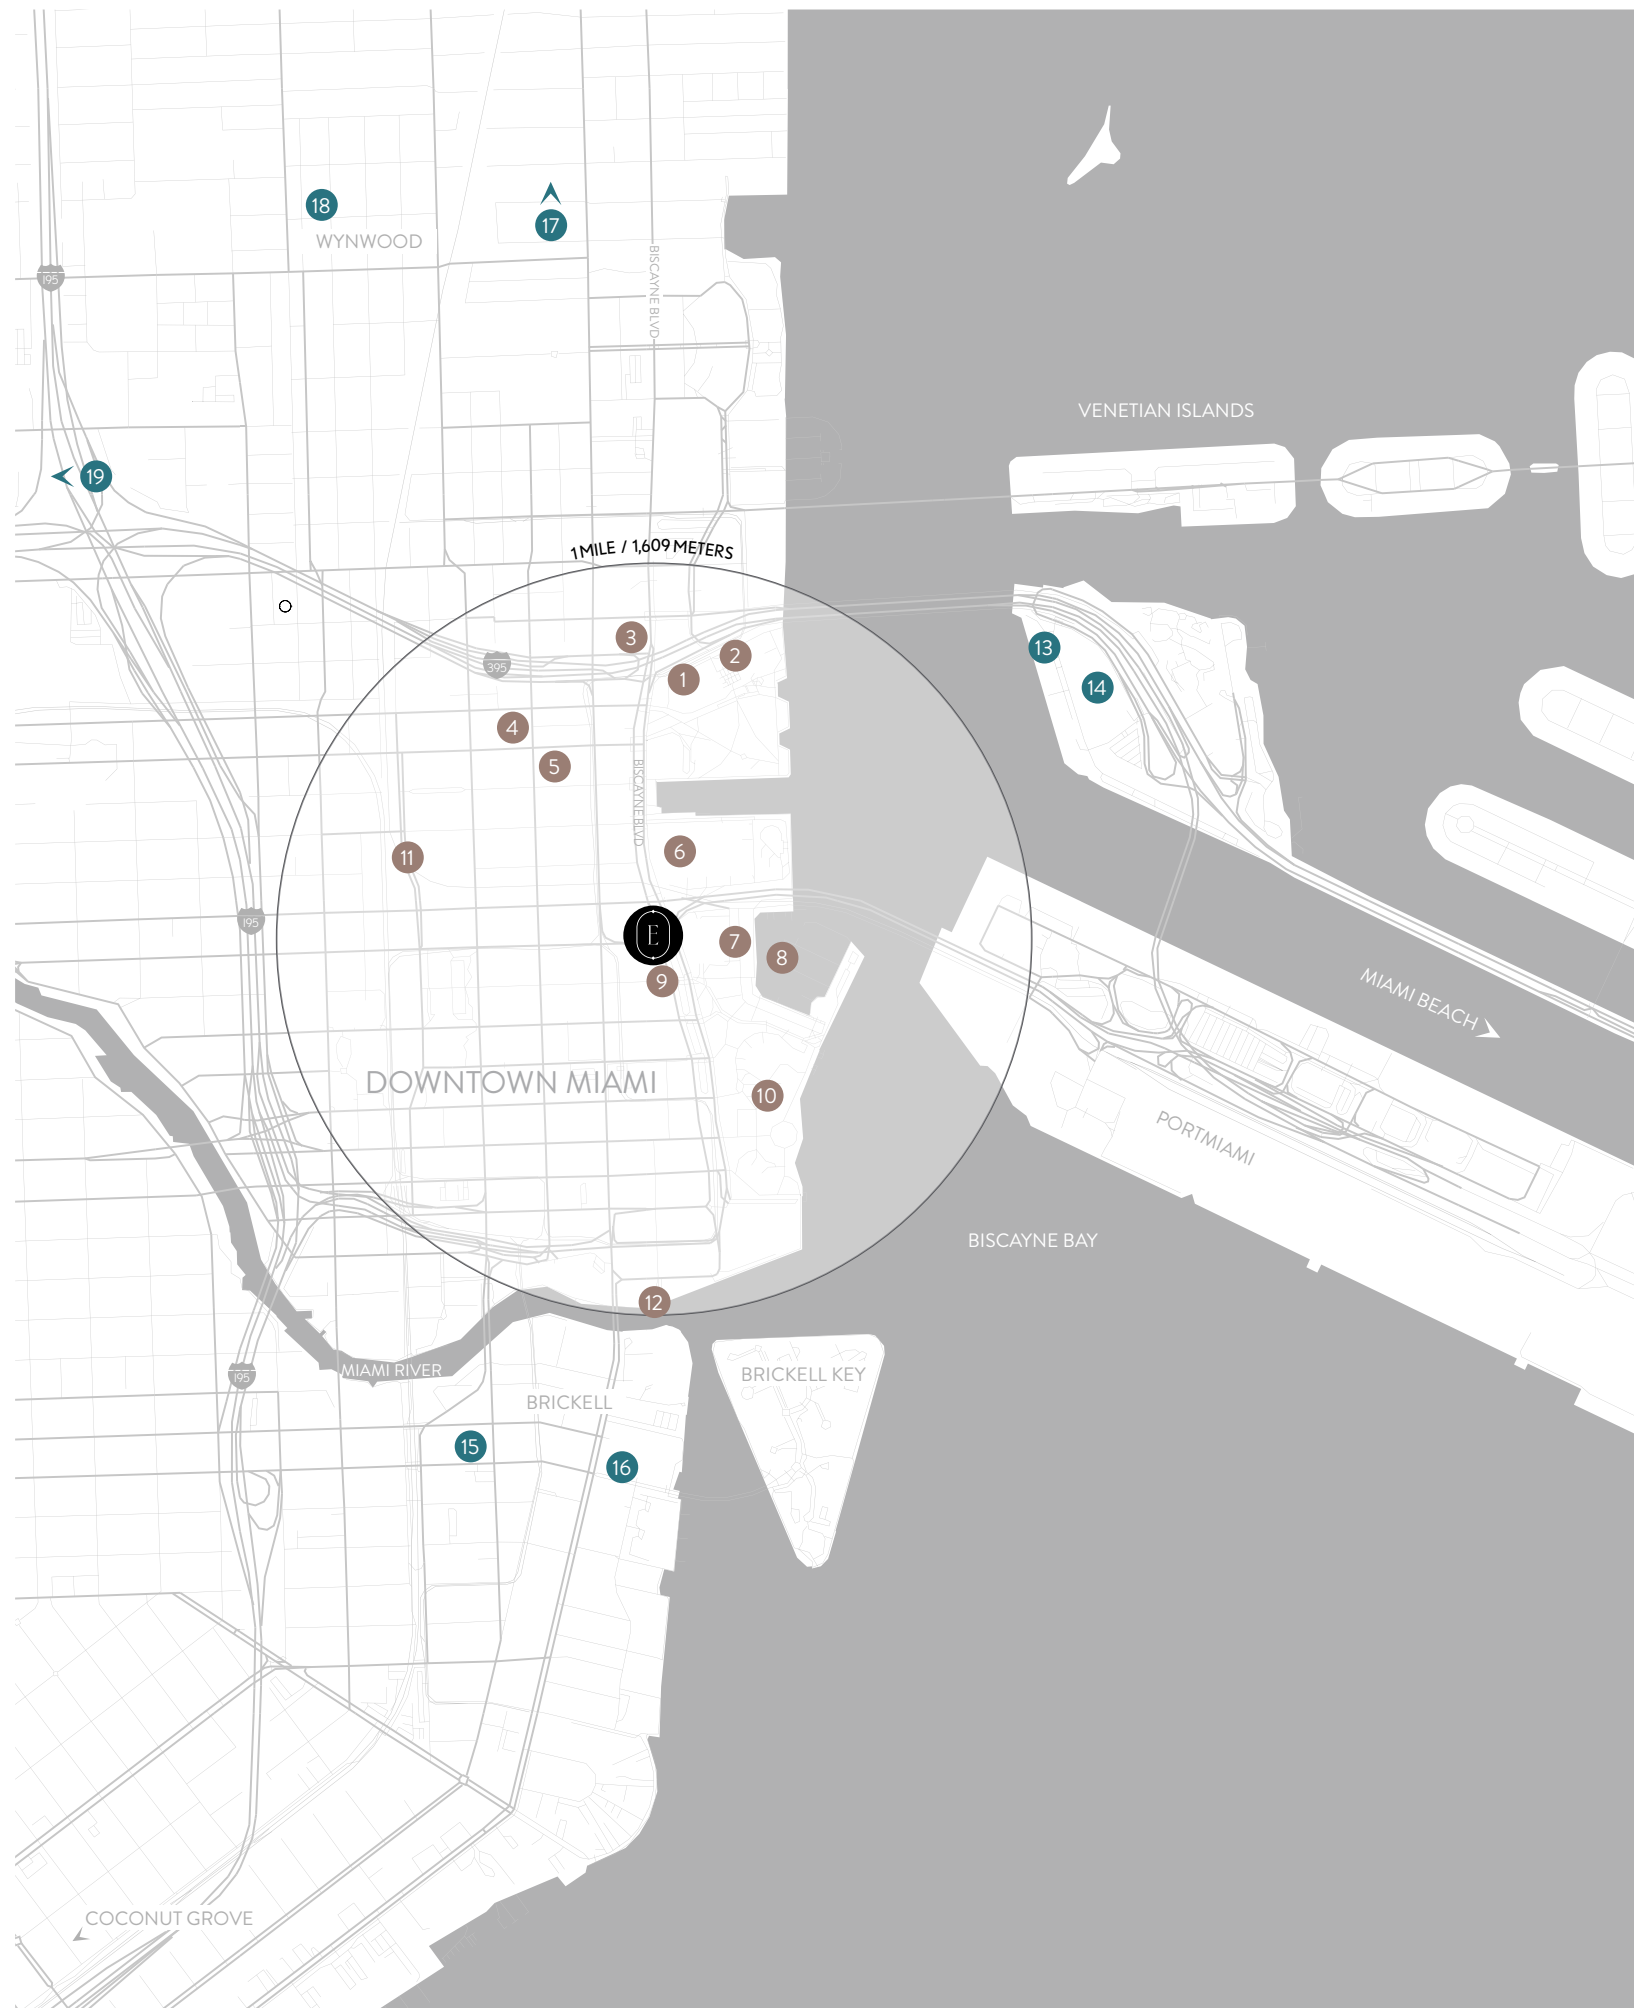 18
WYNWOOD
17
BISCAYNE BLVD
195
VENETIAN ISLANDS
19
1 MILE / 1,609 METERS
3
2
1
395
13
14
4
5
BISCAYNE BLVD
6
11
195
E
7
8
9
MIAMI BEACH
DOWNTOWN MIAMI
10
PORTMIAMI
BISCAYNE BAY
12
MIAMI RIVER
195
BRICKELL KEY
BRICKELL
15
16
COCONUT GROVE